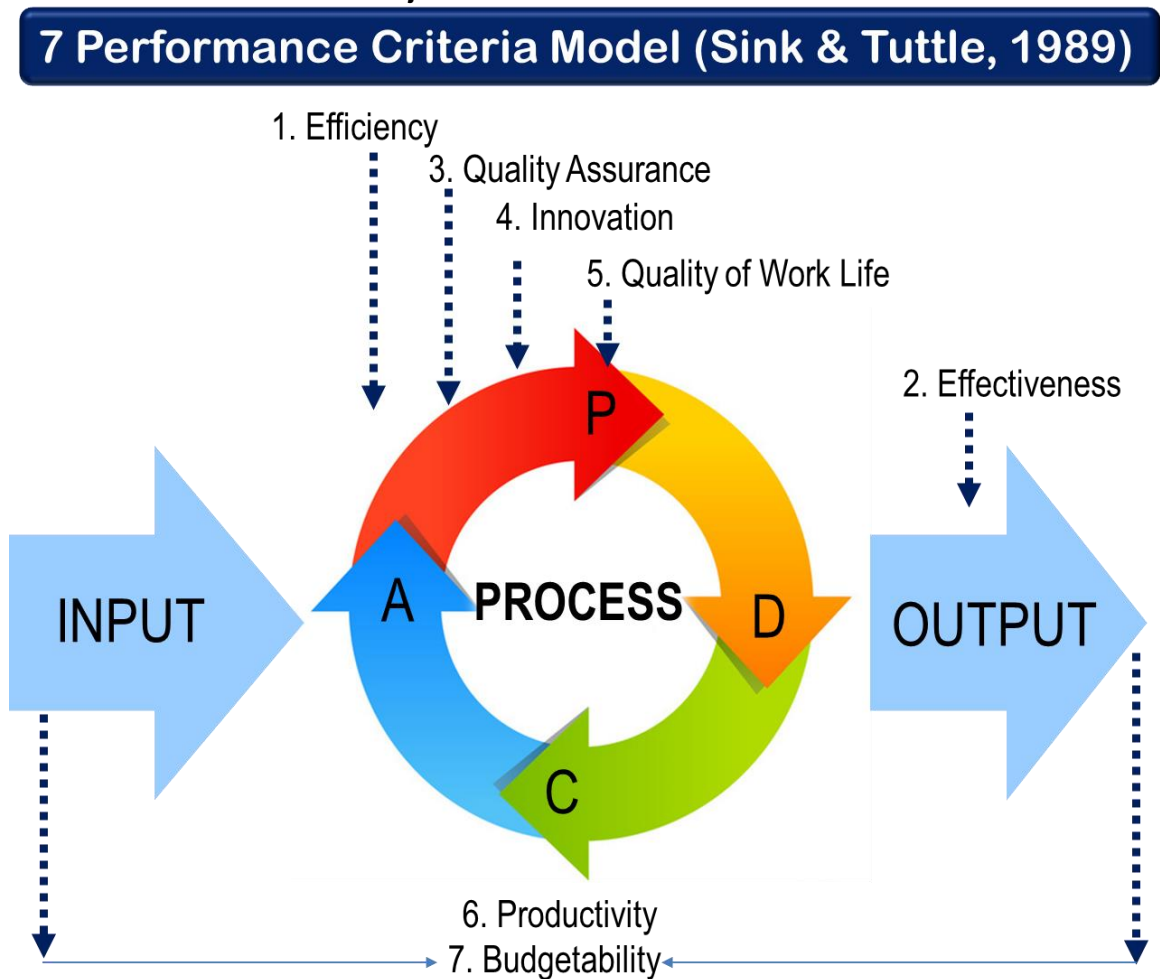 7 Performance Criteria Model (Sink & Tuttle, 1989)
1. Efficiency
3. Quality Assurance
4. Innovation
5. Quality of Work Life
2. Effectiveness
P
INPUT
A
PROCESS
D
OUTPUT
C
6. Productivity
7. Budgetability